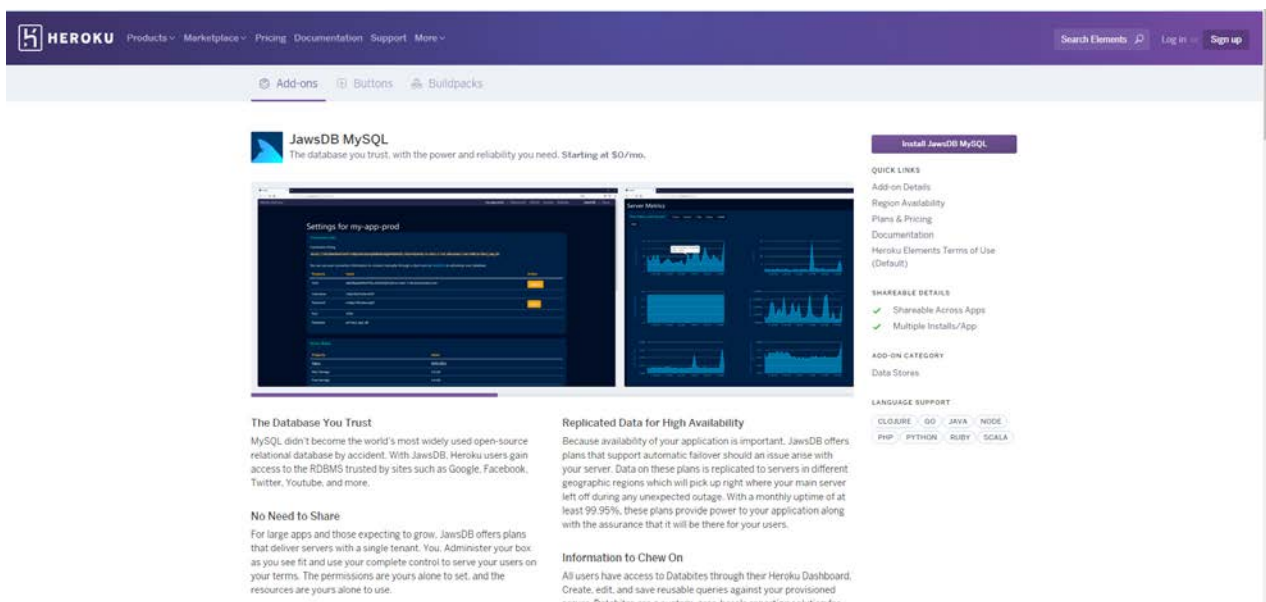 HEROKU Products Marketplace Pricing Documentation Support More Search Elements Log in or Sign up
Add-ons Buttons Buildpacks
JawsDB MySQL
The database you trust, with the power and reliability you need. Starting at $0/mo.
Settings for my-app-prod
Server Metrics
The Database You Trust
MySQL didn't become the world's most widely used open-source
relational database by accident. With JawsDB, Heroku users gain
access to the RDBMS trusted by sites such as Google, Facebook,
Twitter, Youtube, and more.
No Need to Share
For large apps and those expecting to grow, JawsDB offers plans
that deliver servers with a single tenant. You. Administer your box
as you see fit and use your complete control to serve your users on
your terms. The permissions are yours alone to set, and the
resources are yours alone to use.
Replicated Data for High Availability
Because availability of your application is important, JawsDB offers
plans that support automatic failover should an issue arise with
your server. Data on these plans is replicated to servers in different
geographic regions which will pick up right where your main server
left off during any unexpected outage. With a monthly uptime of at
least 99.95%, these plans provide power to your application along
with the assurance that it will be there for your users.
Information to Chew On
All users have access to Databites through their Heroku Dashboard.
Create, edit, and save reusable queries against your provisioned
Install JawsDB MySQL
QUICK LINKS
Add-on Details
Region Availability
Plans & Pricing
Documentation
Heroku Elements Terms of Use
(Default)
SHAREABLE DETAILS
Shareable Across Apps
Multiple Installs/App
ADD-ON CATEGORY
Data Stores
LANGUAGE SUPPORT
CLOJURE GO JAVA NODE
PHP PYTHON RUBY SCALA